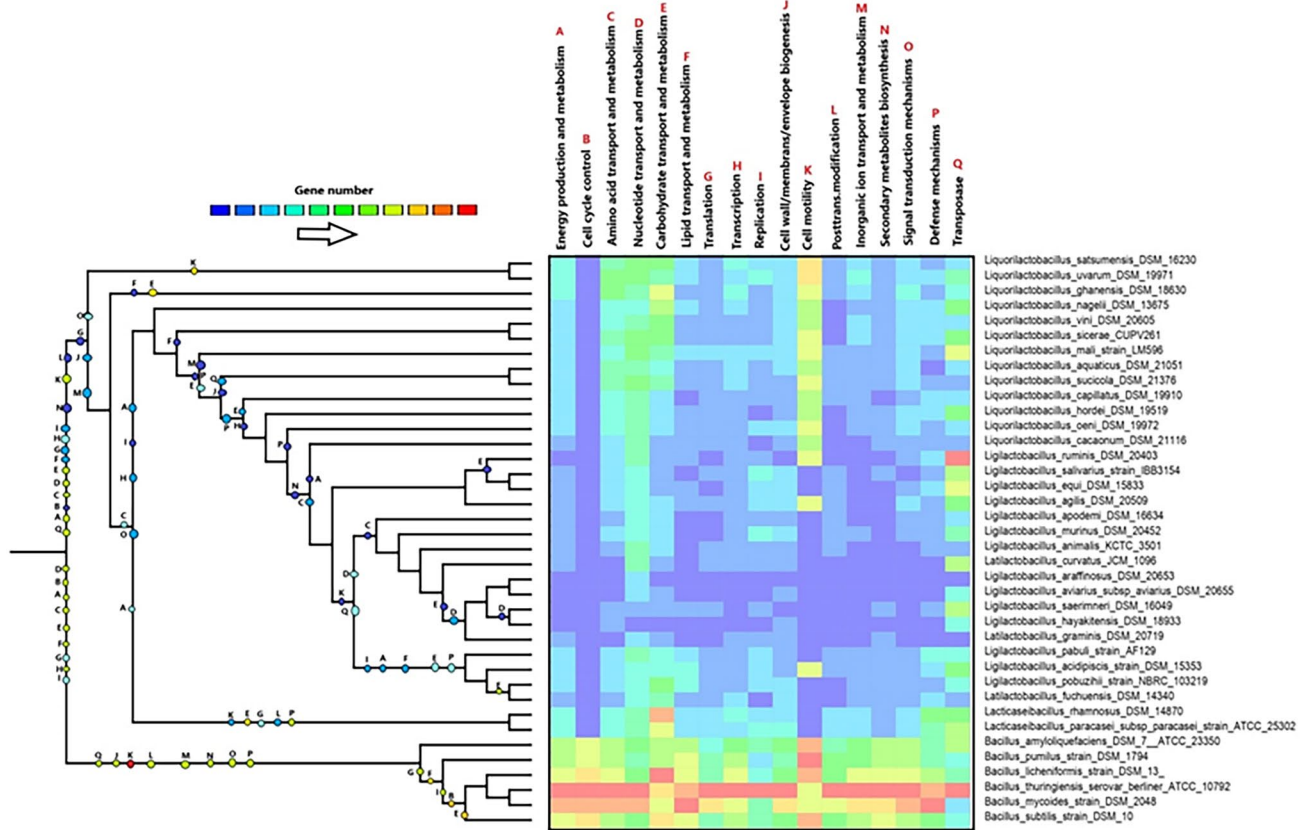 A Energy production and metabolism
B Cell cycle control
C Amino acid transport and metabolism
D Nucleotide transport and metabolism
E Carbohydrate transport and metabolism
F Lipid transport and metabolism
G Translation
H Transcription
I Replication
J Cell wall/membrans/envelope biogenesis
K Cell motility
L Posttrans.modification
M Inorganic ion transport and metabolism
N Secondary metabolites biosynthesis
O Signal transduction mechanisms
P Defense mechanisms
Q Transposase
Gene number
Liquorilactobacillus_satsumensis_DSM_16230
Liquorilactobacillus_uvarum_DSM_19971
Liquorilactobacillus_ghanensis_DSM_18630
Liquorilactobacillus_nagelii_DSM_13675
Liquorilactobacillus_vini_DSM_20605
Liquorilactobacillus_sicerae_CUPV261
Liquorilactobacillus_mali_strain_LM596
Liquorilactobacillus_aquaticus_DSM_21051
Liquorilactobacillus_sucicola_DSM_21376
Liquorilactobacillus_capillatus_DSM_19910
Liquorilactobacillus_hordei_DSM_19519
Liquorilactobacillus_oeni_DSM_19972
Liquorilactobacillus_cacaonum_DSM_21116
Ligilactobacillus_ruminis_DSM_20403
Ligilactobacillus_salivarius_strain_IBB3154
Ligilactobacillus_equi_DSM_15833
Ligilactobacillus_agilis_DSM_20509
Ligilactobacillus_apodemi_DSM_16634
Ligilactobacillus_murinus_DSM_20452
Ligilactobacillus_animalis_KCTC_3501
Latilactobacillus_curvatus_JCM_1096
Ligilactobacillus_araffinosus_DSM_20653
Ligilactobacillus_aviarius_subsp_aviarius_DSM_20655
Ligilactobacillus_saerimneri_DSM_16049
Ligilactobacillus_hayakitensis_DSM_18933
Latilactobacillus_graminis_DSM_20719
Ligilactobacillus_pabuli_strain_AF129
Ligilactobacillus_acidipiscis_strain_DSM_15353
Ligilactobacillus_pobuzihii_strain_NBRC_103219
Latilactobacillus_fuchuensis_DSM_14340
Lacticaseibacillus_rhamnosus_DSM_14870
Lacticaseibacillus_paracasei_subsp_paracasei_strain_ATCC_25302
Bacillus_amyloliquefaciens_DSM_7__ATCC_23350
Bacillus_pumilus_strain_DSM_1794
Bacillus_licheniformis_strain_DSM_13_
Bacillus_thuringiensis_serovar_berliner_ATCC_10792
Bacillus_mycoides_strain_DSM_2048
Bacillus_subtilis_strain_DSM_10
K
F E
O
G
L J
K M
N
I
H
G
F
E
D
C
B
A
Q
F
M
P
E
Q
J
E
P H
P
A
N
C
E
A
I
H
C
O
A
C
D
K
Q
E
D
D
I A F E P
F
K E G L P
D
B
A
C
E
F
G
H
I
Q J K L M N O P
G
F
I
B
E